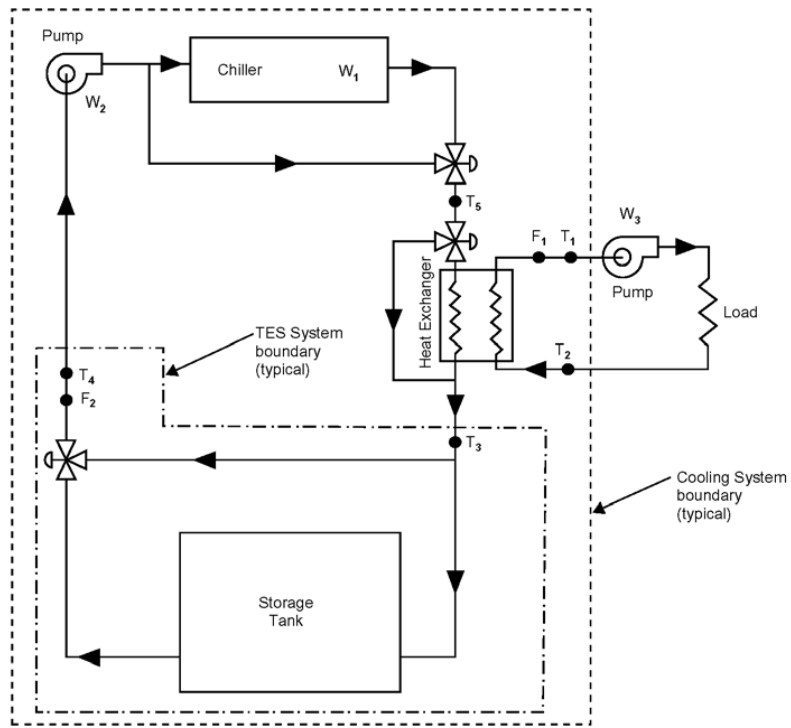 Pump
W2
Chiller
W1
T5
W3
F1
T1
Pump
Heat Exchanger
Load
T2
TES System
boundary
(typical)
T4
F2
T3
Cooling System
boundary
(typical)
Storage
Tank